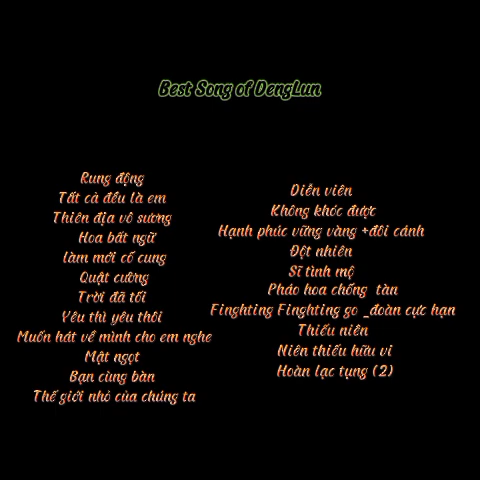 Best Song of DengLun
Rung động
Tất cả đều là em
Thiên địa vô sương
Hoa bất ngữ
làm mới cố cung
Quật cường
Trời đã tối
Yêu thì yêu thôi
Muốn hát về mình cho em nghe
Mật ngọt
Bạn cùng bàn
Thế giới nhỏ của chúng ta
Diễn viên
Không khóc được
Hạnh phúc vững vàng +đôi cánh
Đột nhiên
Sĩ tình mộ
Pháo hoa chống tàn
Finghting Finghting go _đoàn cực hạn
Thiếu niên
Niên thiếu hữu vi
Hoàn lạc tụng (2)